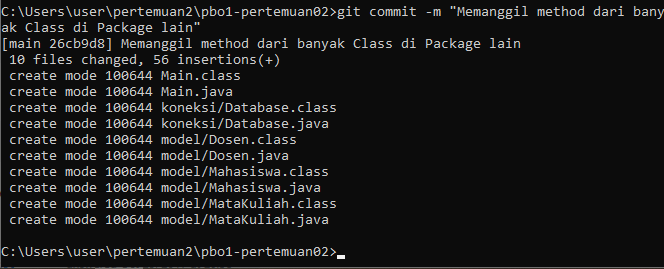 C:\Users\user\pertemuan2\pbo1-pertemuan02>git commit -m "Memanggil method dari bany
ak Class di Package lain"
[main 26cb9d8] Memanggil method dari banyak Class di Package lain
 10 files changed, 56 insertions(+)
 create mode 100644 Main.class
 create mode 100644 Main.java
 create mode 100644 koneksi/Database.class
 create mode 100644 koneksi/Database.java
 create mode 100644 model/Dosen.class
 create mode 100644 model/Dosen.java
 create mode 100644 model/Mahasiswa.class
 create mode 100644 model/Mahasiswa.java
 create mode 100644 model/MataKuliah.class
 create mode 100644 model/MataKuliah.java
C:\Users\user\pertemuan2\pbo1-pertemuan02>